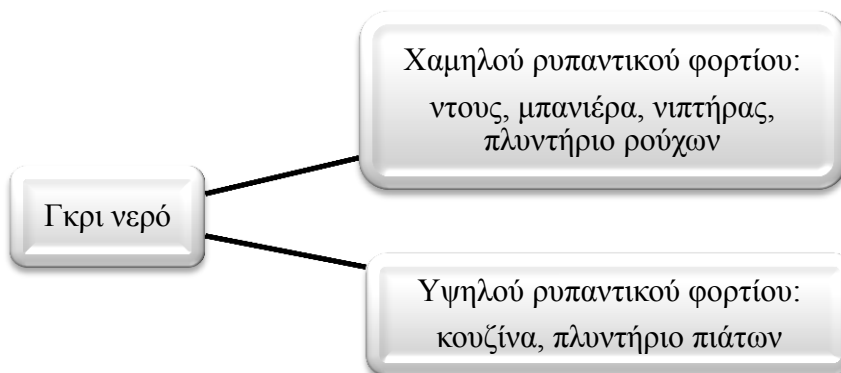 Χαμηλού ρυπαντικού φορτίου:
ντους, μπανιέρα, νιπτήρας,
πλυντήριο ρούχων
Γκρι νερό
Υψηλού ρυπαντικού φορτίου:
κουζίνα, πλυντήριο πιάτων